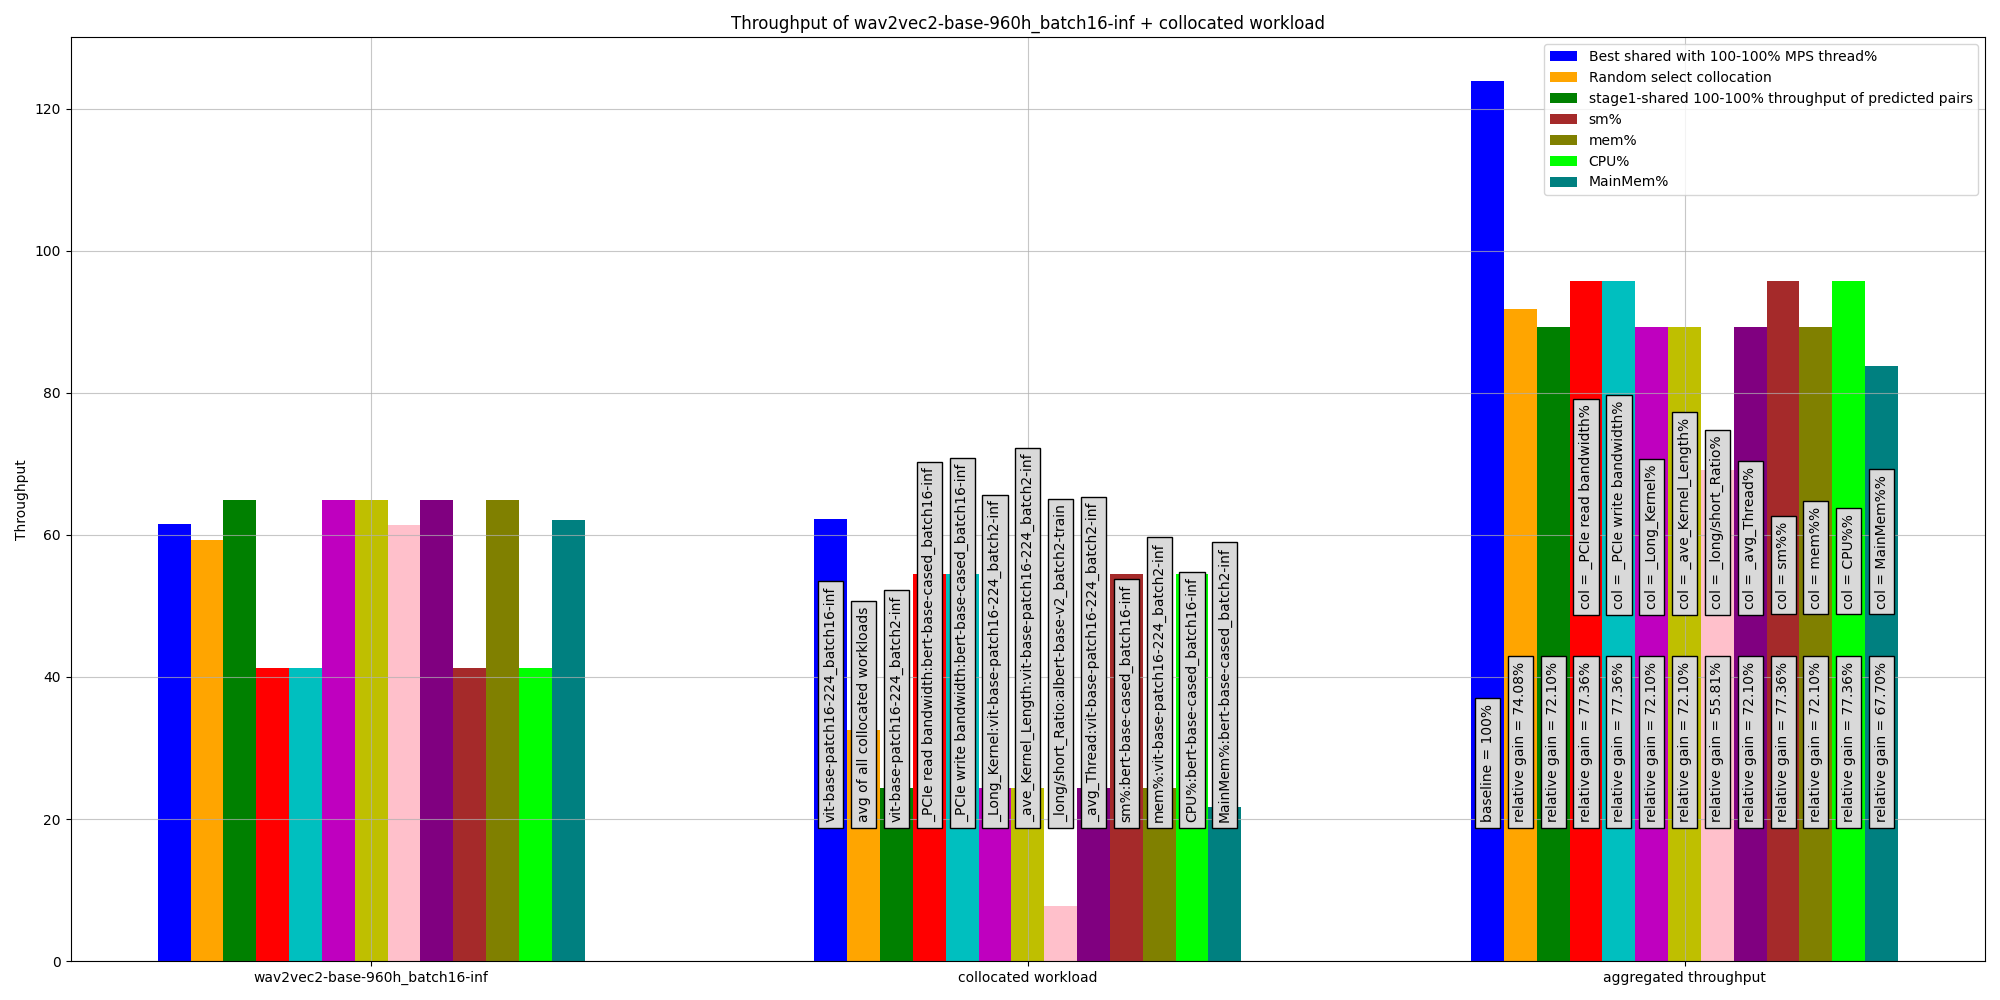 Throughput of wav2vec2-base-960h_batch16-inf + collocated workload
Throughput
0
20
40
60
80
100
120
Best shared with 100-100% MPS thread%
Random select collocation
stage1-shared 100-100% throughput of predicted pairs
sm%
mem%
CPU%
MainMem%
vit-base-patch16-224_batch16-inf
avg of all collocated workloads
vit-base-patch16-224_batch2-inf
_PCIe read bandwidth:bert-base-cased_batch16-inf
_PCIe write bandwidth:bert-base-cased_batch16-inf
_Long_Kernel:vit-base-patch16-224_batch2-inf
_ave_Kernel_Length:vit-base-patch16-224_batch2-inf
_long/short_Ratio:albert-base-v2_batch2-train
_avg_Thread:vit-base-patch16-224_batch2-inf
sm%:bert-base-cased_batch16-inf
mem%:vit-base-patch16-224_batch2-inf
CPU%:bert-base-cased_batch16-inf
MainMem%:bert-base-cased_batch2-inf
col = _PCIe read bandwidth%
col = _PCIe write bandwidth%
col = _Long_Kernel%
col = _ave_Kernel_Length%
col = _long/short_Ratio%
col = _avg_Thread%
col = sm%%
col = mem%%
col = CPU%%
col = MainMem%%
baseline = 100%
relative gain = 74.08%
relative gain = 72.10%
relative gain = 77.36%
relative gain = 77.36%
relative gain = 72.10%
relative gain = 72.10%
relative gain = 55.81%
relative gain = 72.10%
relative gain = 77.36%
relative gain = 72.10%
relative gain = 77.36%
relative gain = 67.70%
wav2vec2-base-960h_batch16-inf
collocated workload
aggregated throughput